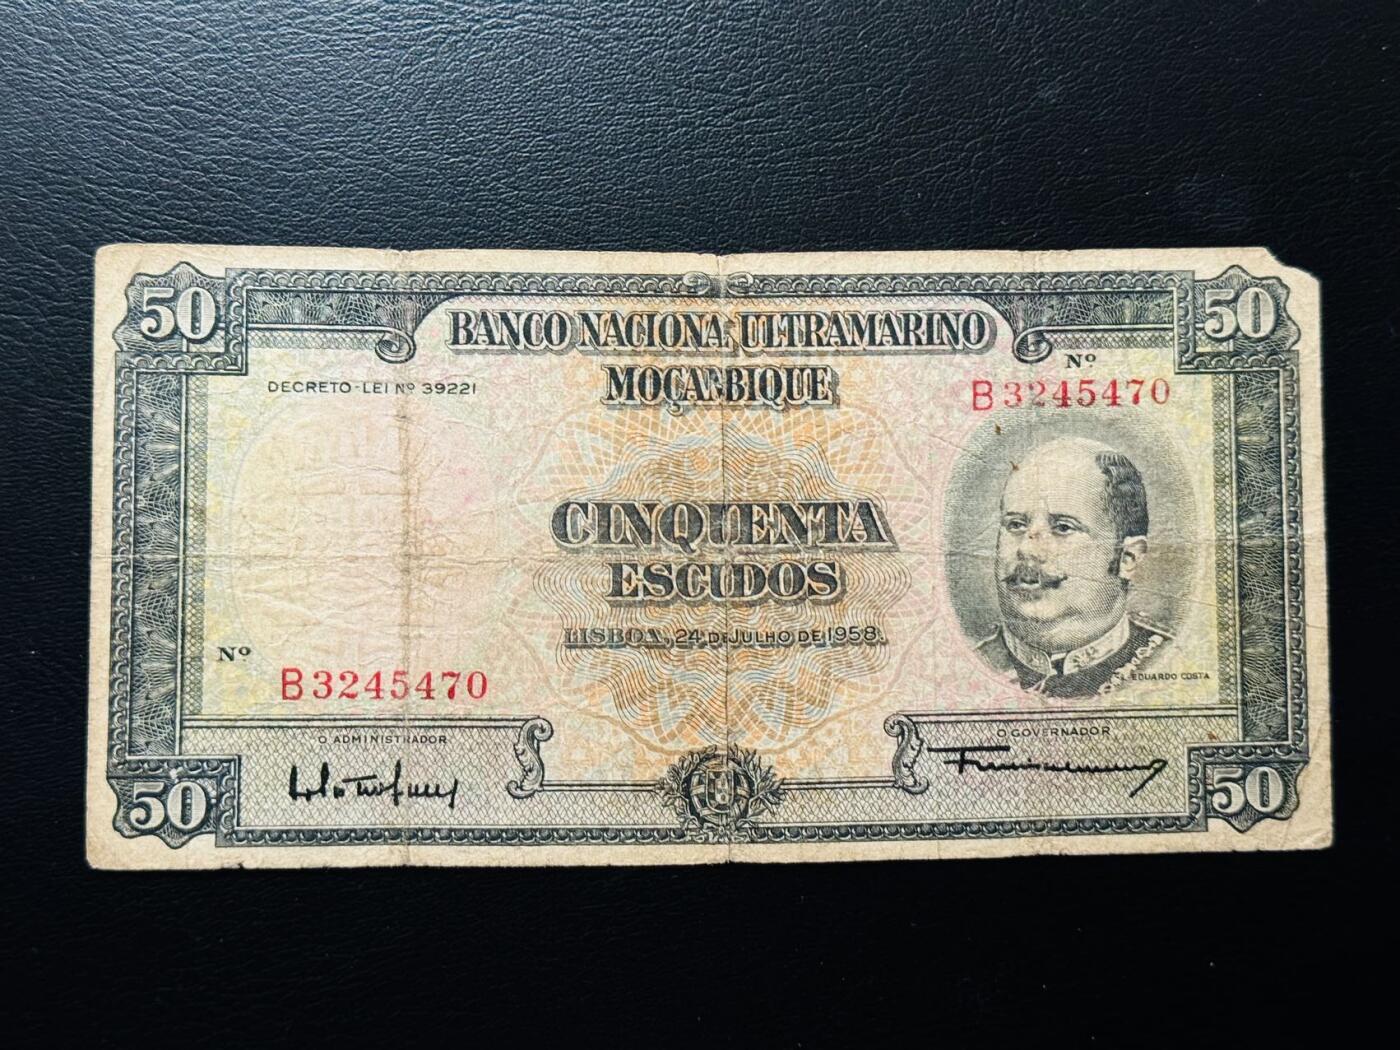 50
50
BANCO NACIONAL ULTRAMARINO
MOÇAMBIQUE
DECRETO-LEI Nº 39221
Nº
B3245470
CINQUENTA
ESCUDOS
LISBOA, 24 DE JULHO DE 1958.
EDUARDO COSTA
Nº
B3245470
O ADMINISTRADOR
O GOVERNADOR
50
50